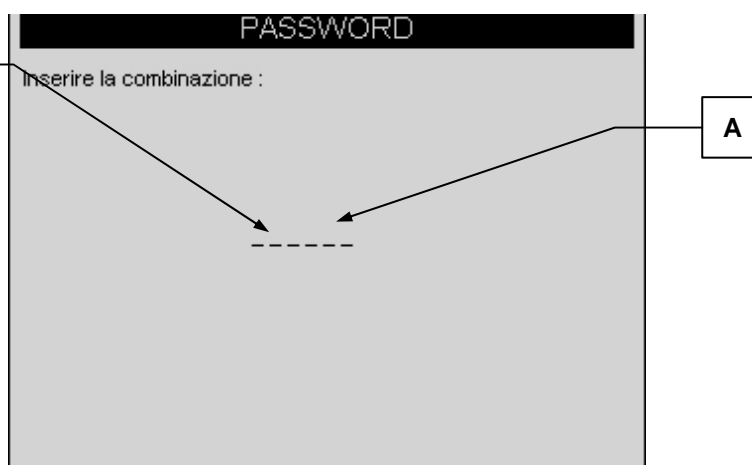 PASSWORD
Inserire la combinazione :
A
------